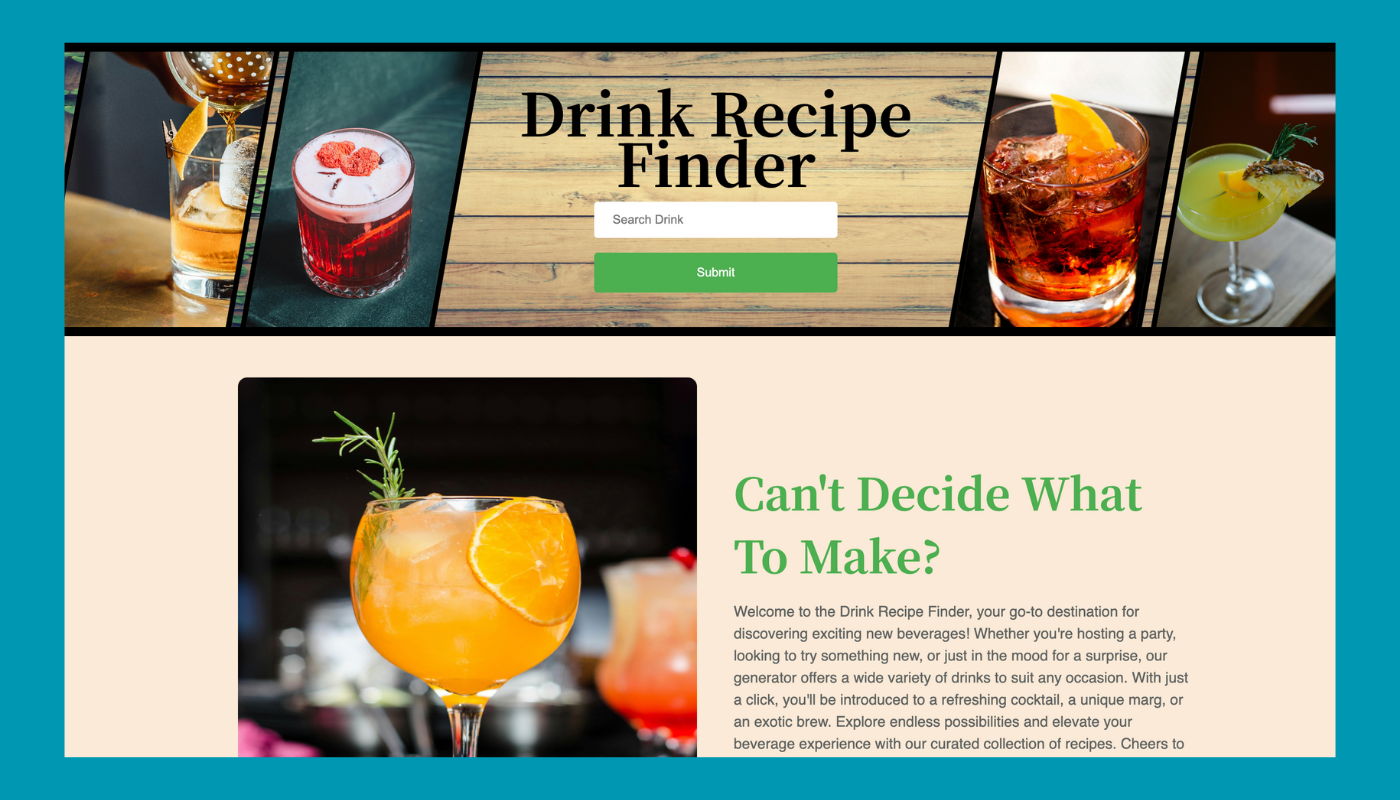 Drink Recipe
Finder
Search Drink
Submit
Can't Decide What
To Make?
Welcome to the Drink Recipe Finder, your go-to destination for
discovering exciting new beverages! Whether you're hosting a party,
looking to try something new, or just in the mood for a surprise, our
generator offers a wide variety of drinks to suit any occasion. With just
a click, you'll be introduced to a refreshing cocktail, a unique marg, or
an exotic brew. Explore endless possibilities and elevate your
beverage experience with our curated collection of recipes. Cheers to